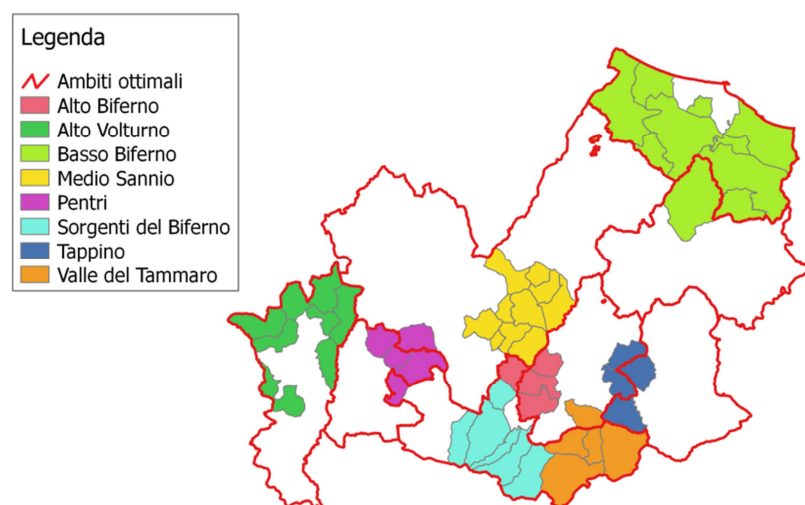 Legenda
Ambiti ottimali
Alto Biferno
Alto Volturno
Basso Biferno
Medio Sannio
Pentri
Sorgenti del Biferno
Tappino
Valle del Tammaro